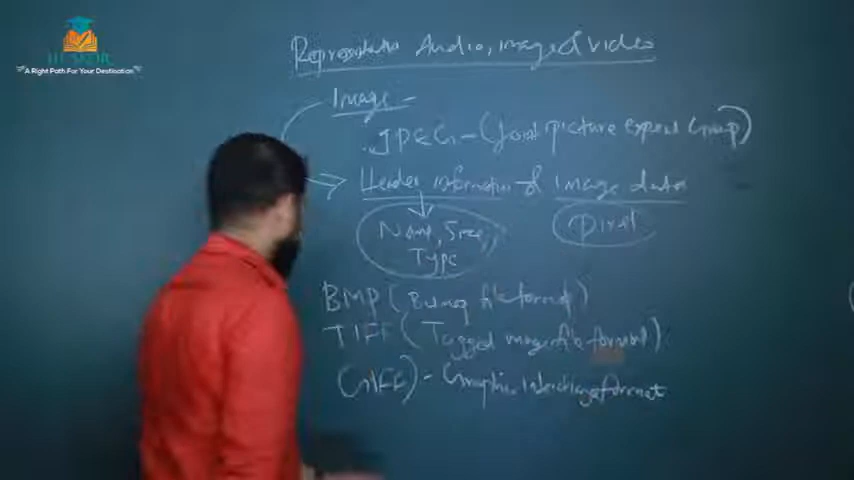 A Right Path For Your Destination
Representation Audio, image & video
Image -
.JPEG - (Joint picture expert Group)
Header information & image data
Name, Size,
Type
pixel
BMP (Bitmap file format)
TIFF (Tagged image file format)
GIFF) - Graphic interchange format